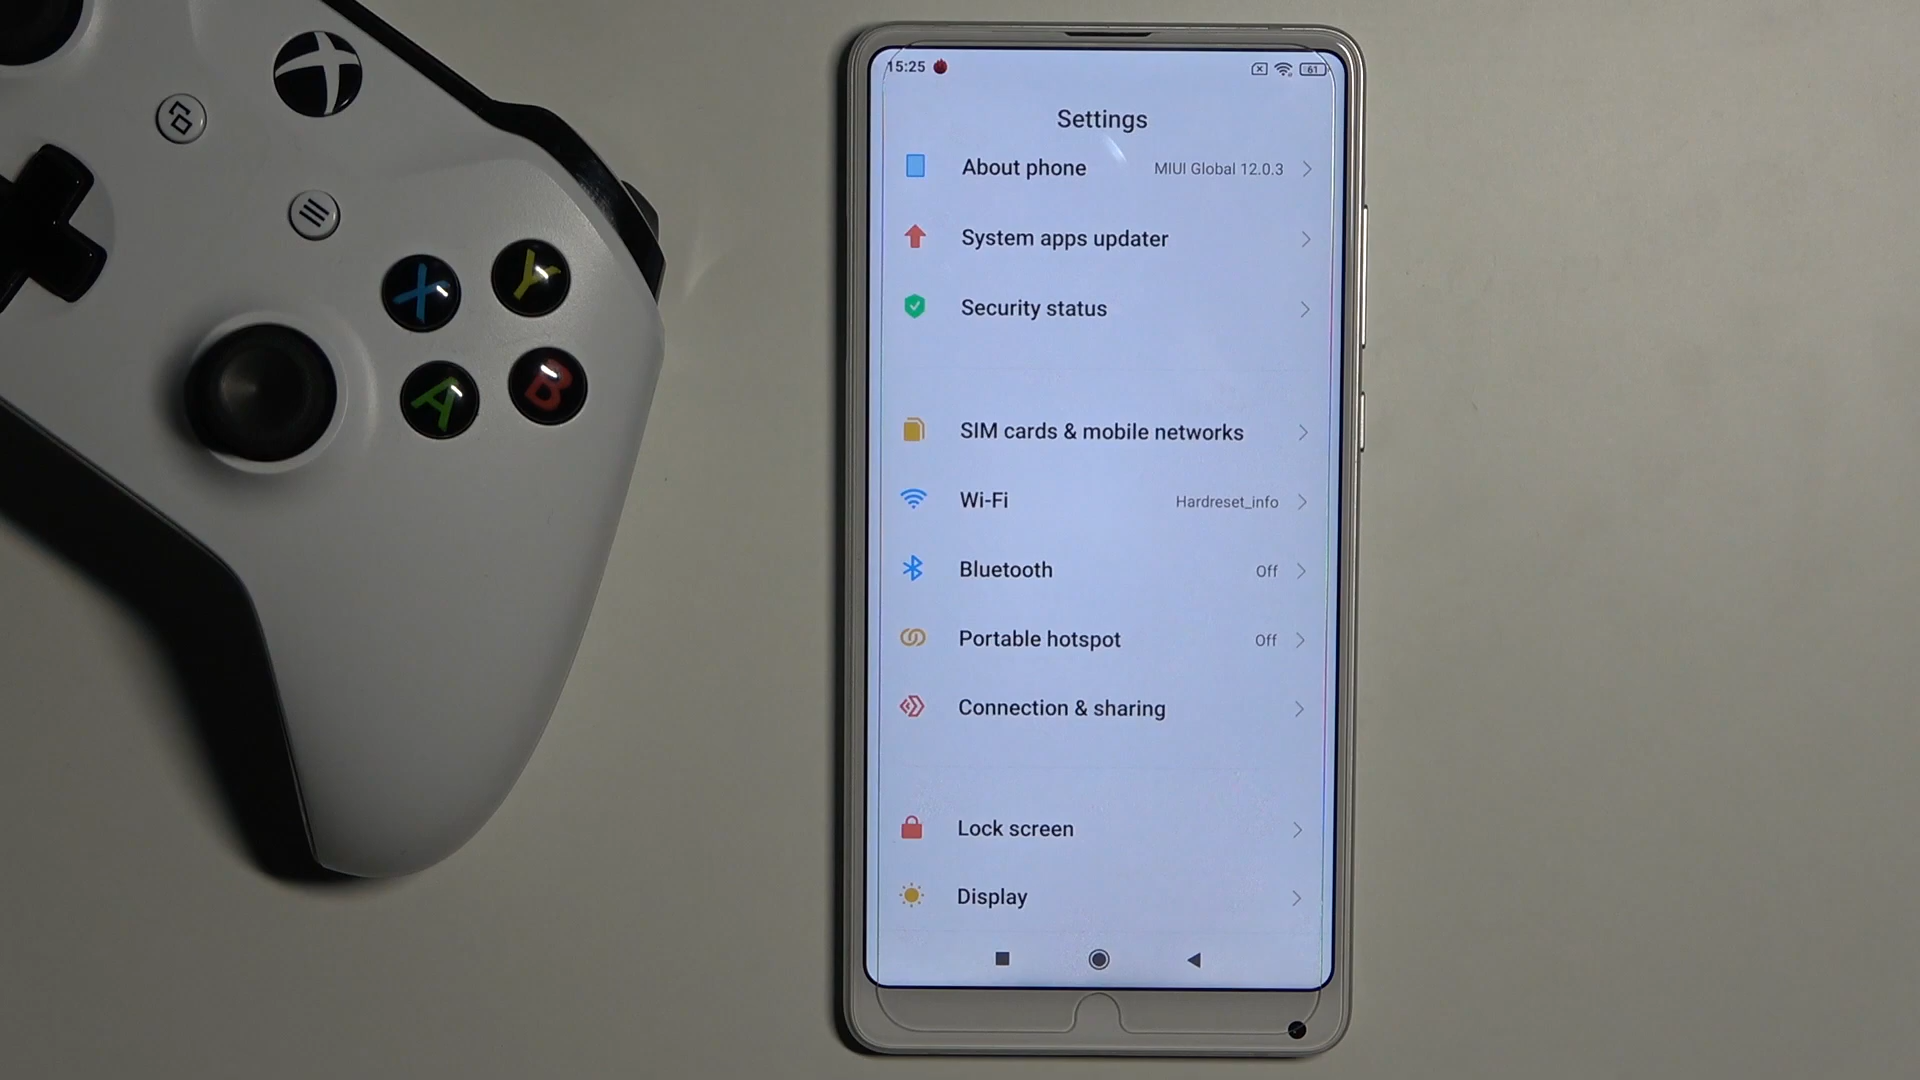 15:25
61
Settings
About phone MIUI Global 12.0.3
System apps updater
Security status
SIM cards & mobile networks
Wi-Fi Hardreset_info
Bluetooth Off
Portable hotspot Off
Connection & sharing
Lock screen
Display
X
Y
A
B